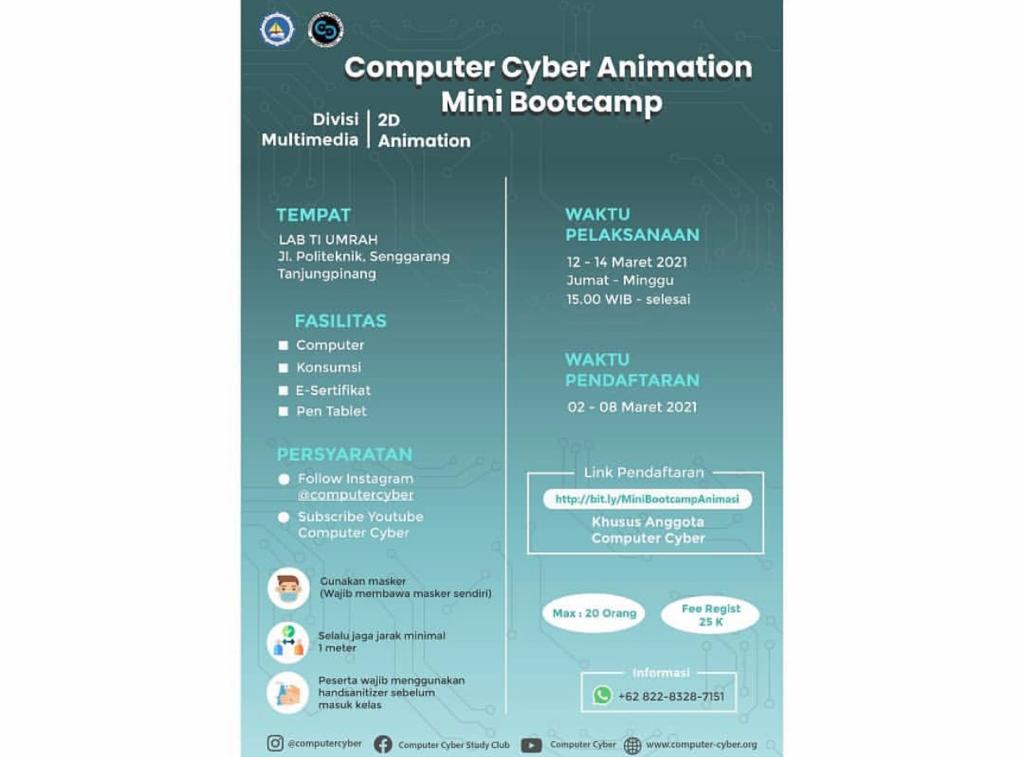 Computer Cyber Animation
Mini Bootcamp
Divisi
Multimedia
2D
Animation
TEMPAT
LAB TI UMRAH
Jl. Politeknik, Senggarang
Tanjungpinang
FASILITAS
Computer
Konsumsi
E-Sertifikat
Pen Tablet
PERSYARATAN
Follow Instagram
@computercyber
Subscribe Youtube
Computer Cyber
Gunakan masker
(Wajib membawa masker sendiri)
Selalu jaga jarak minimal
1 meter
Peserta wajib menggunakan
handsanitizer sebelum
masuk kelas
WAKTU
PELAKSANAAN
12 - 14 Maret 2021
Jumat - Minggu
15.00 WIB - selesai
WAKTU
PENDAFTARAN
02 - 08 Maret 2021
Link Pendaftaran
http://bit.ly/MiniBootcampAnimasi
Khusus Anggota
Computer Cyber
Max : 20 Orang
Fee Regist
25 K
Informasi
+62 822-8328-7151
@computercyber
Computer Cyber Study Club
Computer Cyber
www.computer-cyber.org